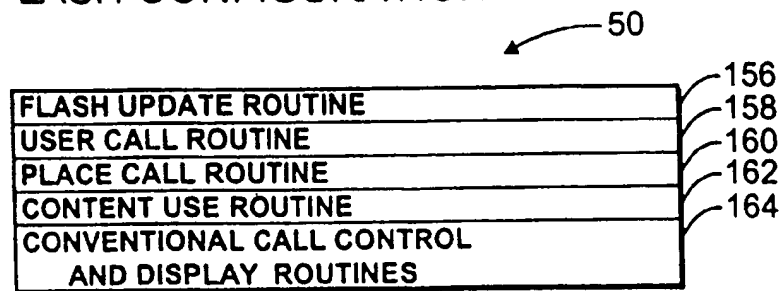 50
FLASH UPDATE ROUTINE 156
USER CALL ROUTINE 158
PLACE CALL ROUTINE 160
CONTENT USE ROUTINE 162
CONVENTIONAL CALL CONTROL 164
AND DISPLAY ROUTINES